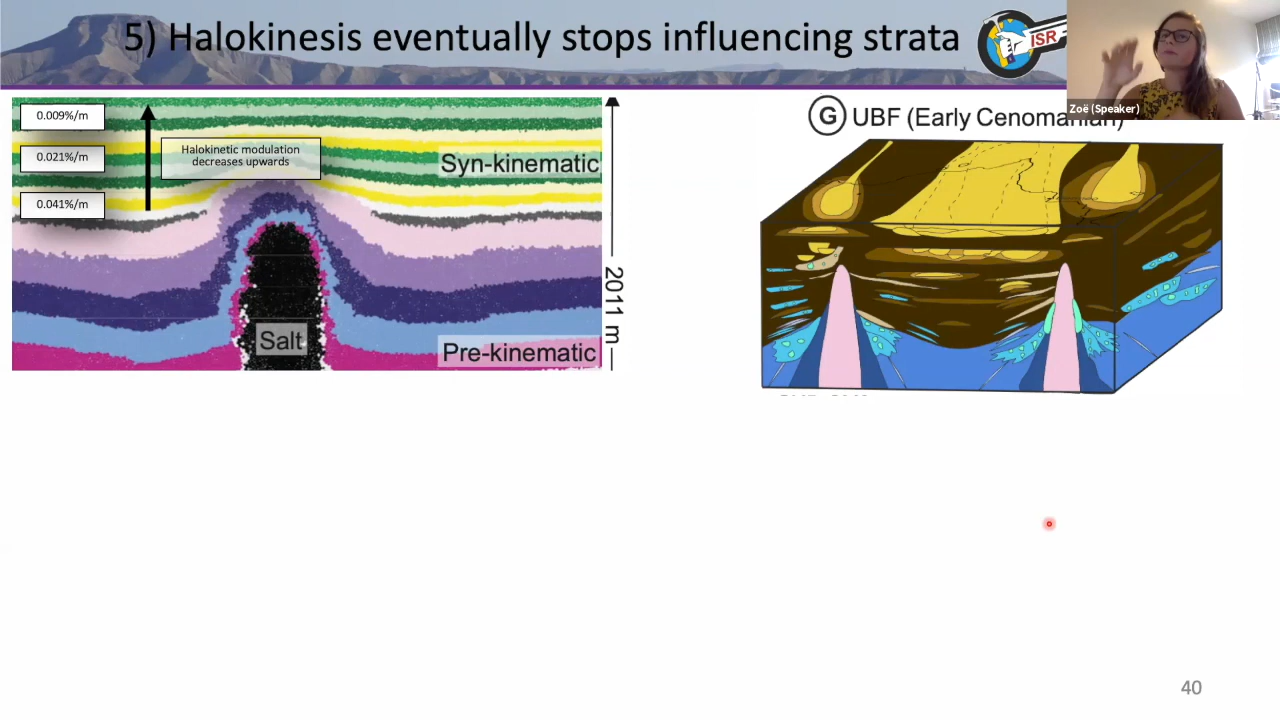 5) Halokinesis eventually stops influencing strata
ISR
Zoë (Speaker)
0.009%/m
0.021%/m
0.041%/m
Halokinetic modulation
decreases upwards
Syn-kinematic
Salt
Pre-kinematic
2011 m
G UBF (Early Cenomanian)
40